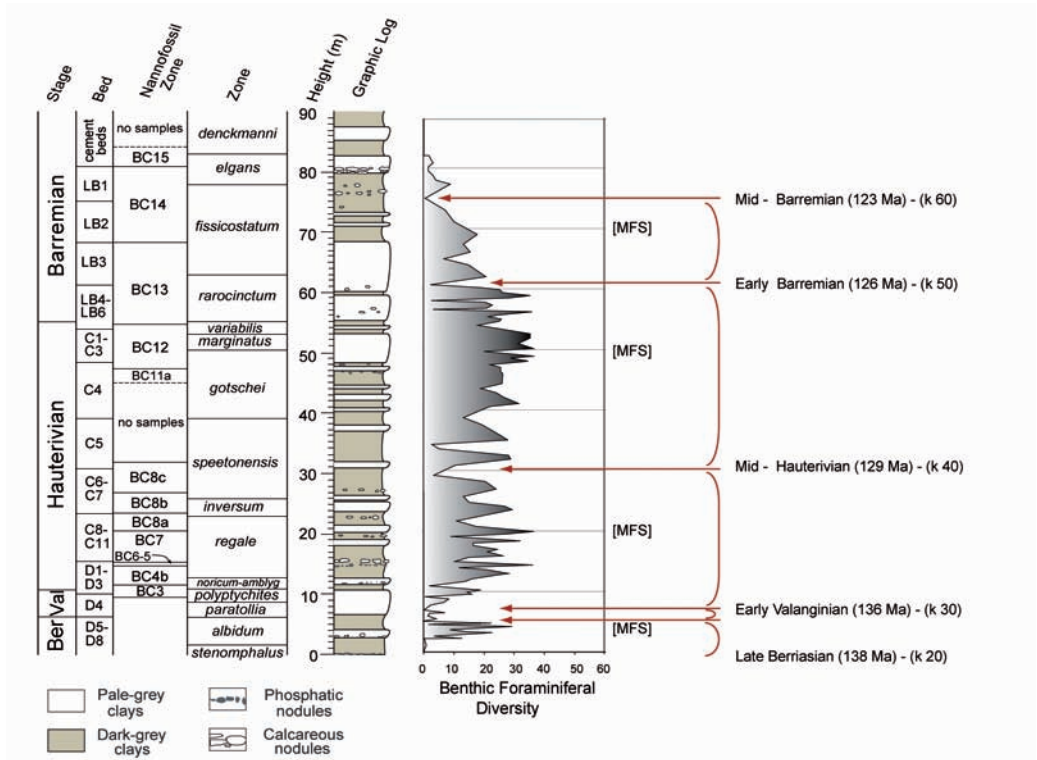 Stage
Bed
Nannofossil
Zone
Zone
Height (m)
Graphic Log
Barremian
Hauterivian
Val
Ber
cement
beds
LB1
LB2
LB3
LB4-
LB6
C1-
C3
C4
C5
C6-
C7
C8-
C11
D1-
D3
D4
D5-
D8
no samples
BC15
BC14
BC13
BC12
BC11a
no samples
BC8c
BC8b
BC8a
BC7
BC6-5
BC4b
BC3
denckmanni
elgans
fissicostatum
rarocinctum
variabilis
marginatus
gotschei
speetonensis
inversum
regale
noricum-amblyg
polyptychites
paratollia
albidum
stenomphalus
90
80
70
60
50
40
30
20
10
0
0 10 20 30 40 50 60
Benthic Foraminiferal
Diversity
[MFS]
[MFS]
[MFS]
[MFS]
Mid - Barremian (123 Ma) - (k 60)
Early Barremian (126 Ma) - (k 50)
Mid - Hauterivian (129 Ma) - (k 40)
Early Valanginian (136 Ma) - (k 30)
Late Berriasian (138 Ma) - (k 20)
Pale-grey
clays
Phosphatic
nodules
Dark-grey
clays
Calcareous
nodules